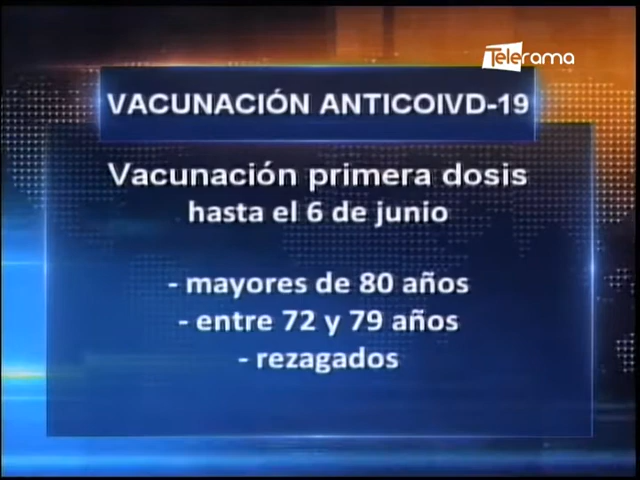 Telerama
VACUNACIÓN ANTICOIVD-19
Vacunación primera dosis
hasta el 6 de junio
- mayores de 80 años
- entre 72 y 79 años
- rezagados